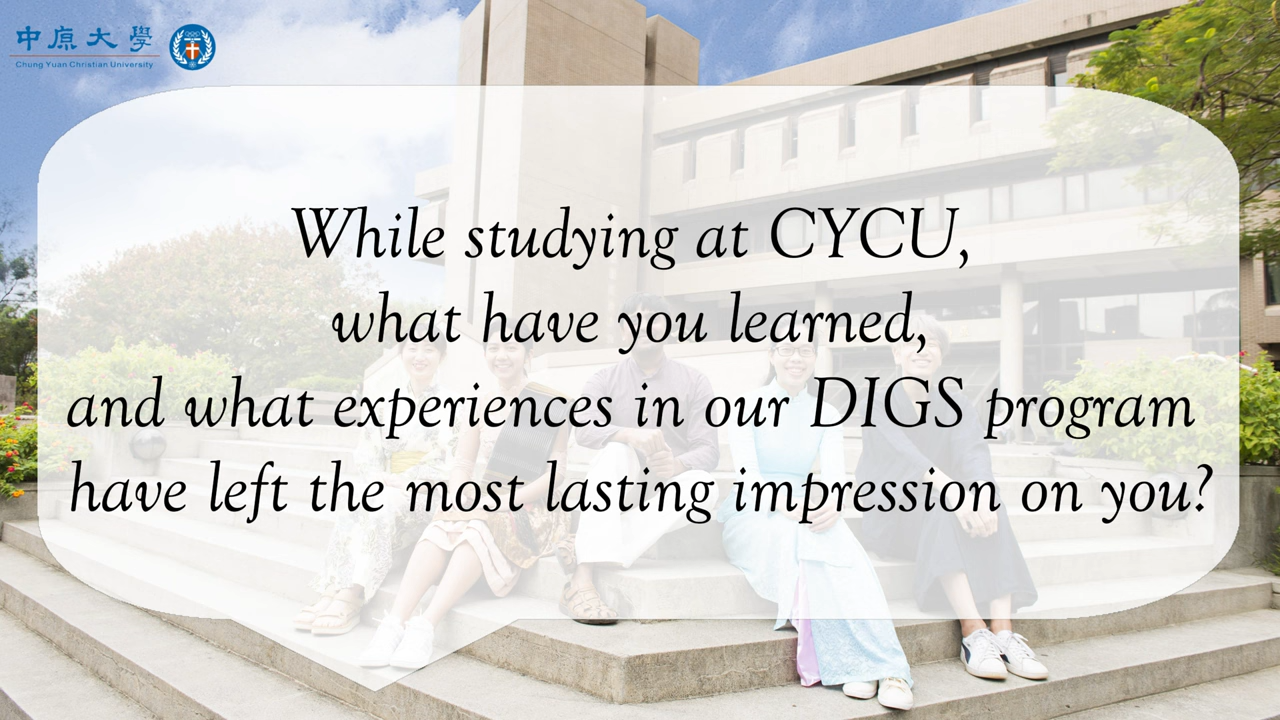 中原大學
Chung Yuan Christian University
While studying at CYCU,
what have you learned,
and what experiences in our DIGS program
have left the most lasting impression on you?